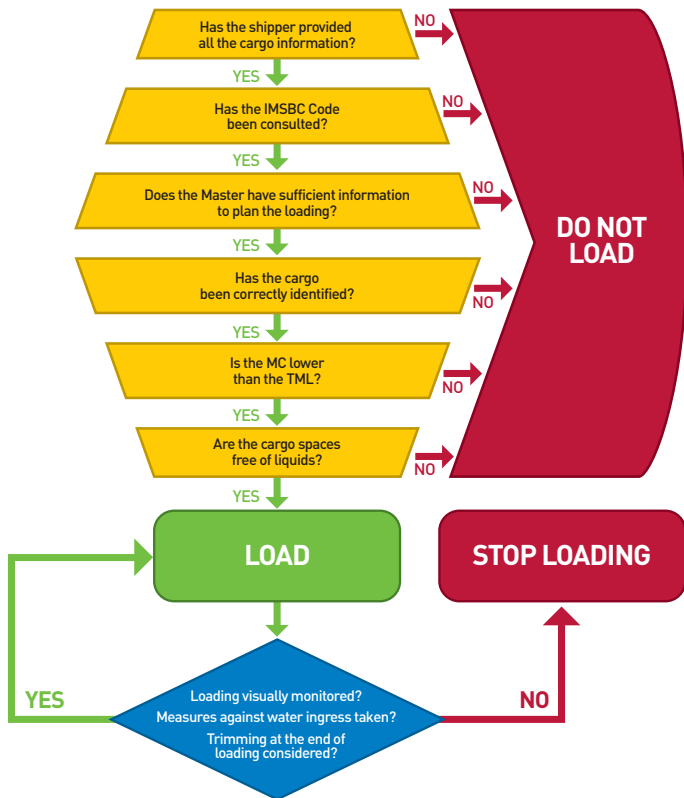 Has the shipper provided
all the cargo information?
NO
YES
Has the IMSBC Code
been consulted?
NO
YES
Does the Master have sufficient information
to plan the loading?
NO
YES
DO NOT
LOAD
Has the cargo
been correctly identified?
NO
YES
Is the MC lower
than the TML?
NO
YES
Are the cargo spaces
free of liquids?
NO
YES
LOAD
STOP LOADING
YES
NO
Loading visually monitored?
Measures against water ingress taken?
Trimming at the end of
loading considered?